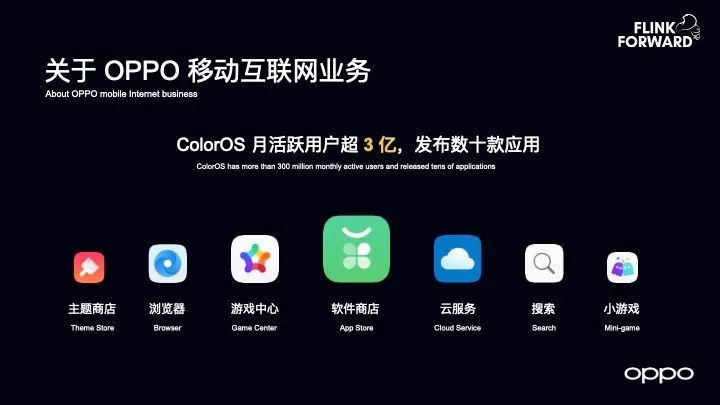 FLINK
FORWARD
关于 OPPO 移动互联网业务
About OPPO mobile Internet business
ColorOS 月活跃用户超 3 亿，发布数十款应用
ColorOS has more than 300 million monthly active users and released tens of applications
主题商店 浏览器 游戏中心 软件商店 云服务 搜索 小游戏
Theme Store Browser Game Center App Store Cloud Service Search Mini-game
oppo